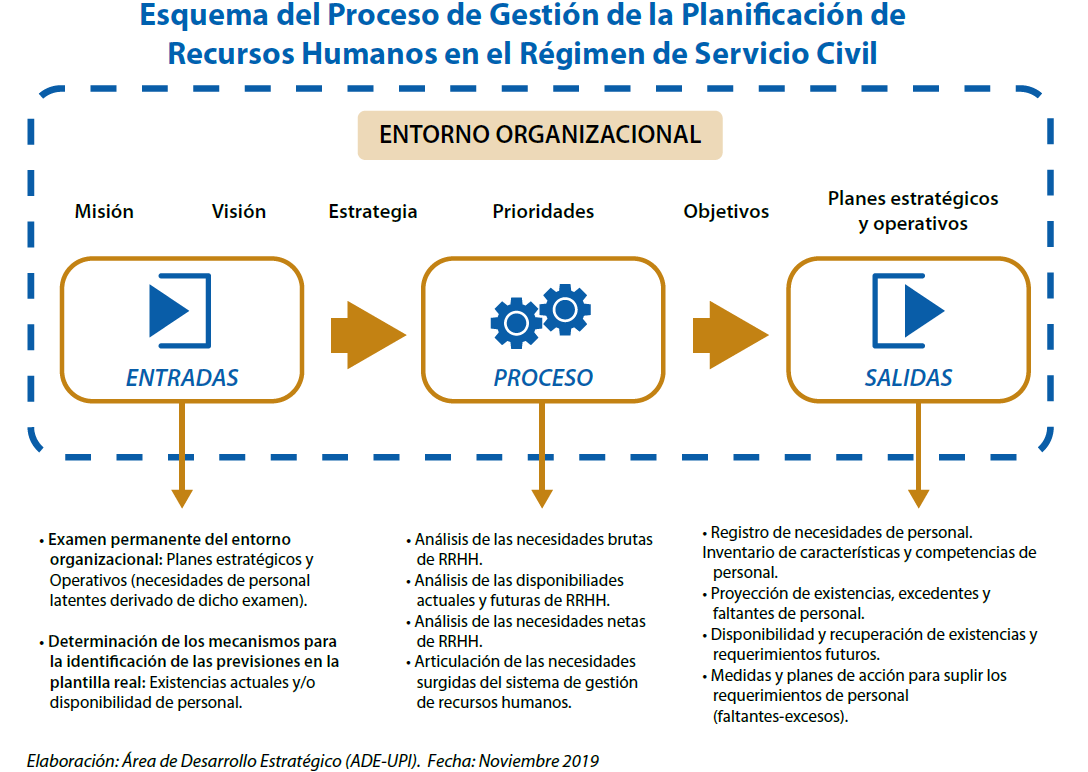 Esquema del Proceso de Gestión de la Planificación de
Recursos Humanos en el Régimen de Servicio Civil
ENTORNO ORGANIZACIONAL
Misión
Visión
Estrategia
Prioridades
Objetivos
Planes estratégicos
y operativos
ENTRADAS
PROCESO
SALIDAS
• Examen permanente del entorno
organizacional: Planes estratégicos y
Operativos (necesidades de personal
latentes derivado de dicho examen).
• Determinación de los mecanismos para
la identificación de las previsiones en la
plantilla real: Existencias actuales y/o
disponibilidad de personal.
• Análisis de las necesidades brutas
de RRHH.
• Análisis de las disponibiliades
actuales y futuras de RRHH.
• Análisis de las necesidades netas
de RRHH.
• Articulación de las necesidades
surgidas del sistema de gestión
de recursos humanos.
• Registro de necesidades de personal.
Inventario de características y competencias de
personal.
• Proyección de existencias, excedentes y
faltantes de personal.
• Disponibilidad y recuperación de existencias y
requerimientos futuros.
• Medidas y planes de acción para suplir los
requerimientos de personal
(faltantes-excesos).
Elaboración: Área de Desarrollo Estratégico (ADE-UPI). Fecha: Noviembre 2019